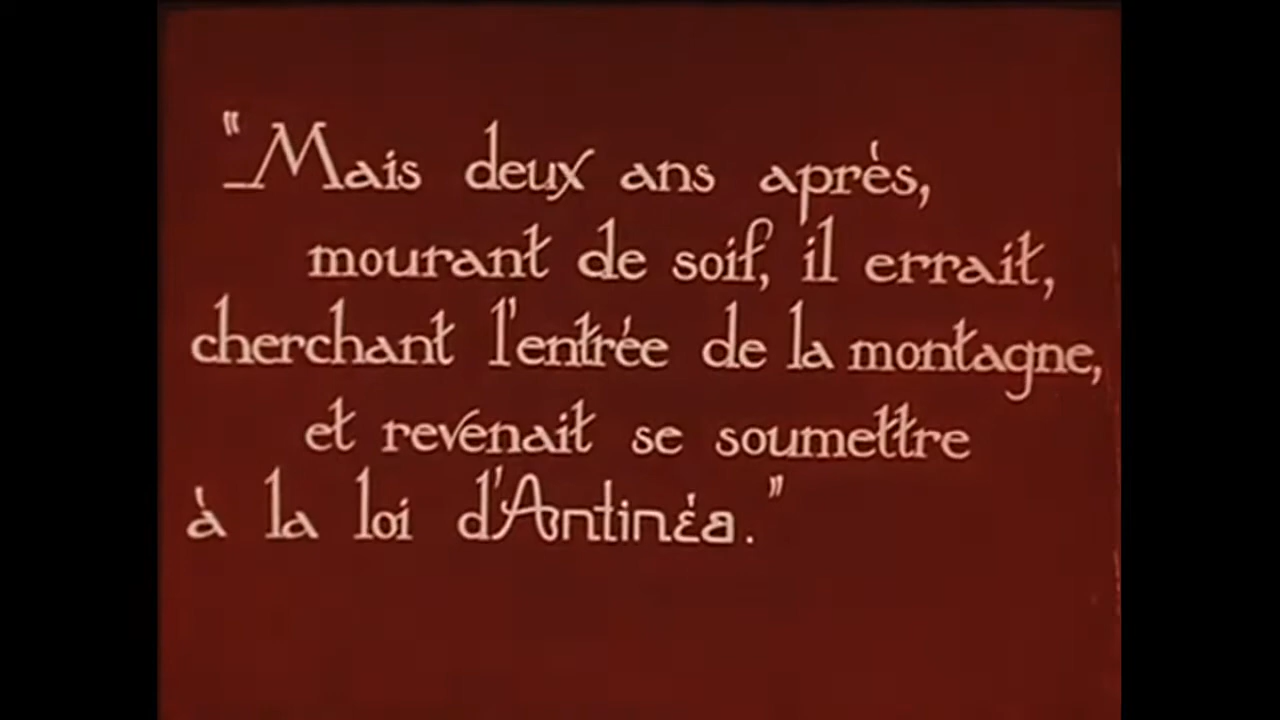 "Mais deux ans après,
mourant de soif, il errait,
cherchant l'entrée de la montagne,
et revenait se soumettre
à la loi d'Antinéa."